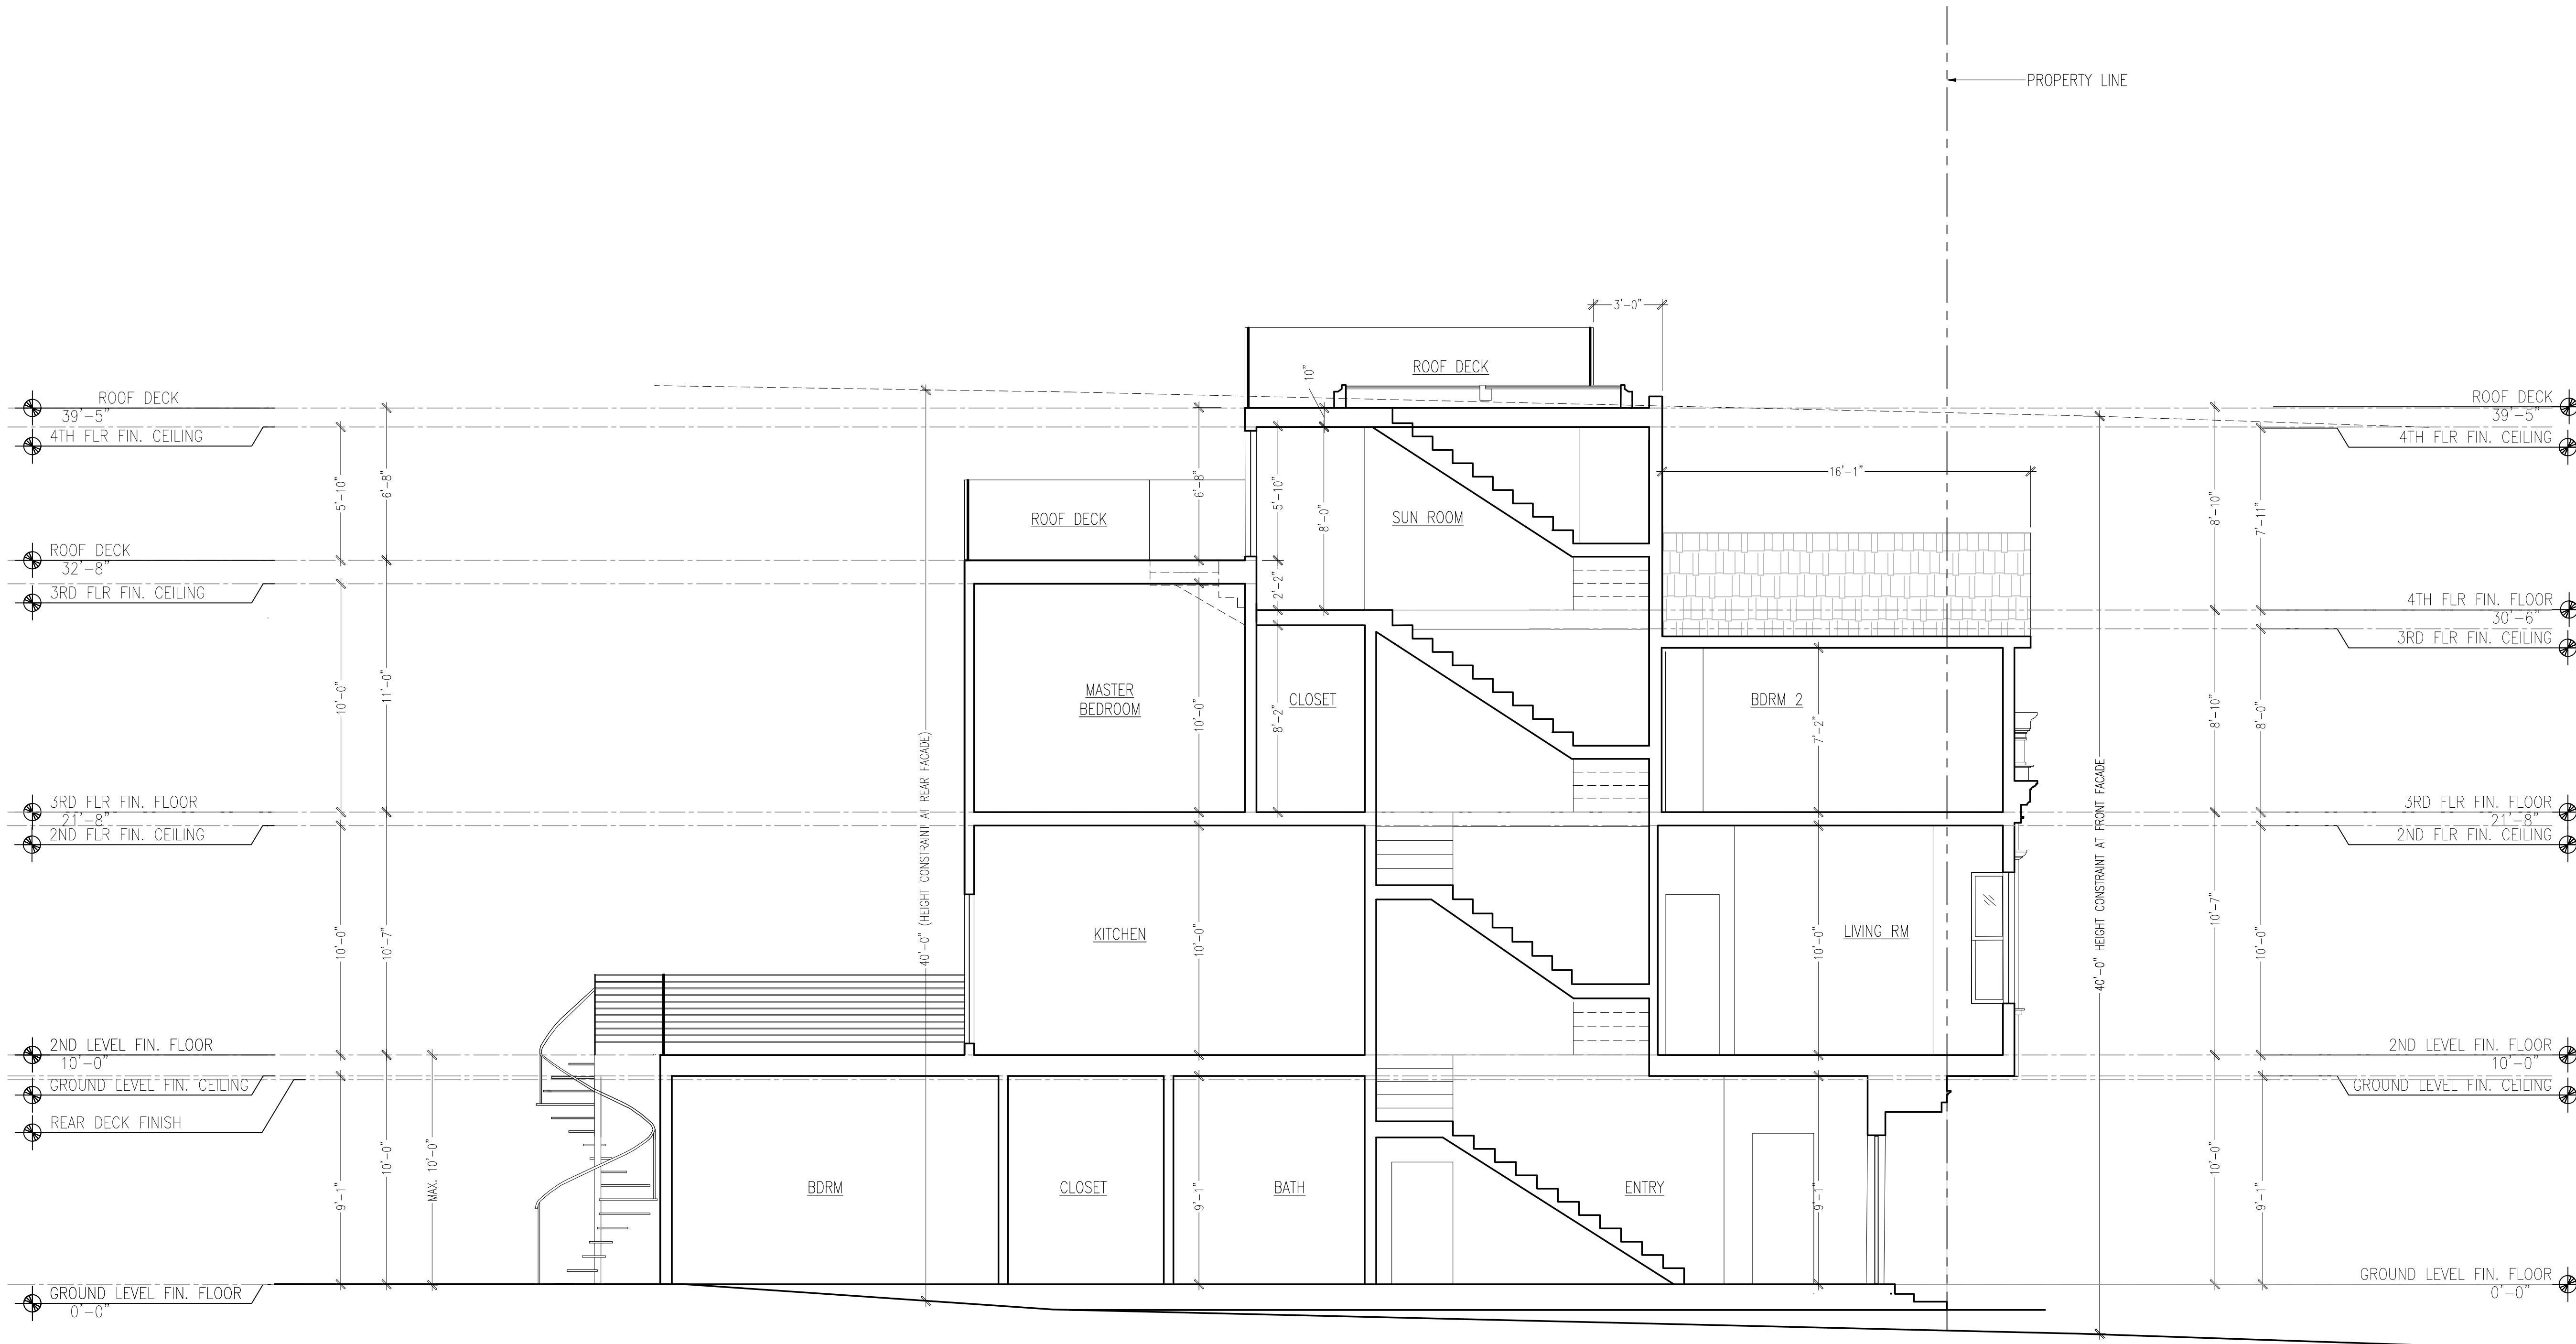 PROPERTY LINE
3'-0"
ROOF DECK
10"
ROOF DECK
39'-5"
4TH FLR FIN. CEILING
ROOF DECK
32'-8"
3RD FLR FIN. CEILING
3RD FLR FIN. FLOOR
21'-8"
2ND FLR FIN. CEILING
2ND LEVEL FIN. FLOOR
10'-0"
GROUND LEVEL FIN. CEILING
REAR DECK FINISH
GROUND LEVEL FIN. FLOOR
0'-0"
5'-10"
10'-0"
10'-0"
9'-1"
6'-8"
11'-0"
10'-7"
10'-0"
MAX. 10'-0"
40'-0" (HEIGHT CONSTRAINT AT REAR FACADE)
6'-8"
10'-0"
10'-0"
9'-1"
5'-10"
2'-2"
8'-2"
8'-0"
ROOF DECK
SUN ROOM
16'-1"
MASTER
BEDROOM
CLOSET
BDRM 2
7'-2"
KITCHEN
LIVING RM
10'-0"
BDRM
CLOSET
BATH
ENTRY
9'-1"
40'-0" HEIGHT CONSTRAINT AT FRONT FACADE
8'-10"
8'-10"
10'-7"
10'-0"
7'-11"
8'-0"
10'-0"
9'-1"
ROOF DECK
39'-5"
4TH FLR FIN. CEILING
4TH FLR FIN. FLOOR
30'-6"
3RD FLR FIN. CEILING
3RD FLR FIN. FLOOR
21'-8"
2ND FLR FIN. CEILING
2ND LEVEL FIN. FLOOR
10'-0"
GROUND LEVEL FIN. CEILING
GROUND LEVEL FIN. FLOOR
0'-0"